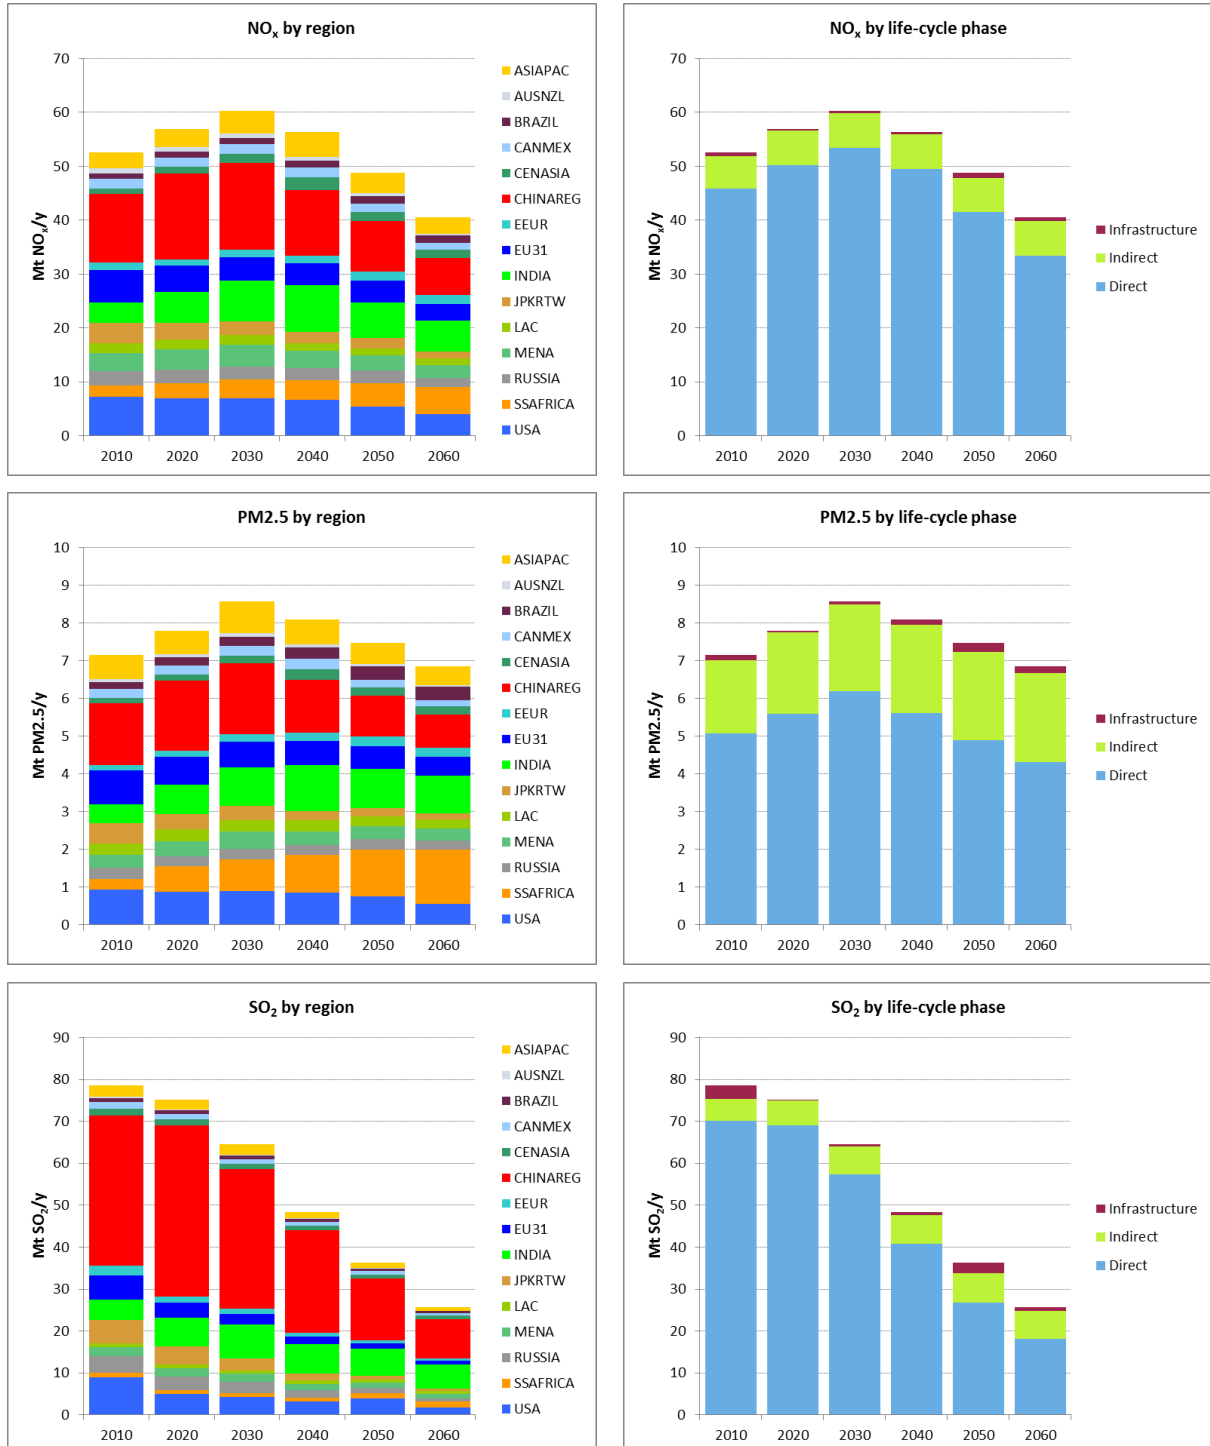 NOx by region
Mt NOx/y
70
60
50
40
30
20
10
0
2010 2020 2030 2040 2050 2060
ASIAPAC
AUSNZL
BRAZIL
CANMEX
CENASIA
CHINAREG
EEUR
EU31
INDIA
JPKRTW
LAC
MENA
RUSSIA
SSAFRICA
USA
NOx by life-cycle phase
Mt NOx/y
70
60
50
40
30
20
10
0
2010 2020 2030 2040 2050 2060
Infrastructure
Indirect
Direct
PM2.5 by region
Mt PM2.5/y
10
9
8
7
6
5
4
3
2
1
0
2010 2020 2030 2040 2050 2060
ASIAPAC
AUSNZL
BRAZIL
CANMEX
CENASIA
CHINAREG
EEUR
EU31
INDIA
JPKRTW
LAC
MENA
RUSSIA
SSAFRICA
USA
PM2.5 by life-cycle phase
Mt PM2.5/y
10
9
8
7
6
5
4
3
2
1
0
2010 2020 2030 2040 2050 2060
Infrastructure
Indirect
Direct
SO2 by region
Mt SO2/y
90
80
70
60
50
40
30
20
10
0
2010 2020 2030 2040 2050 2060
ASIAPAC
AUSNZL
BRAZIL
CANMEX
CENASIA
CHINAREG
EEUR
EU31
INDIA
JPKRTW
LAC
MENA
RUSSIA
SSAFRICA
USA
SO2 by life-cycle phase
Mt SO2/y
90
80
70
60
50
40
30
20
10
0
2010 2020 2030 2040 2050 2060
Infrastructure
Indirect
Direct